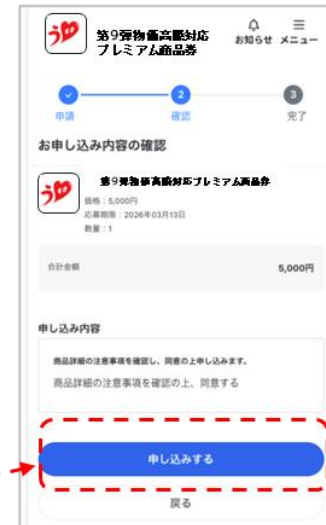 う卍
第9弾物価高騰対応
プレミアム商品券
お知らせ メニュー
2
3
申請
確認
完了
お申し込み内容の確認
第9弾物価高騰対応プレミアム商品券
価格:5,000円
応募期限:2026年03月13日
数量:1
合計金額
5,000円
申し込み内容
商品詳細の注意事項を確認し、同意の上申し込みます。
商品詳細の注意事項を確認の上、同意する
申し込みする
戻る